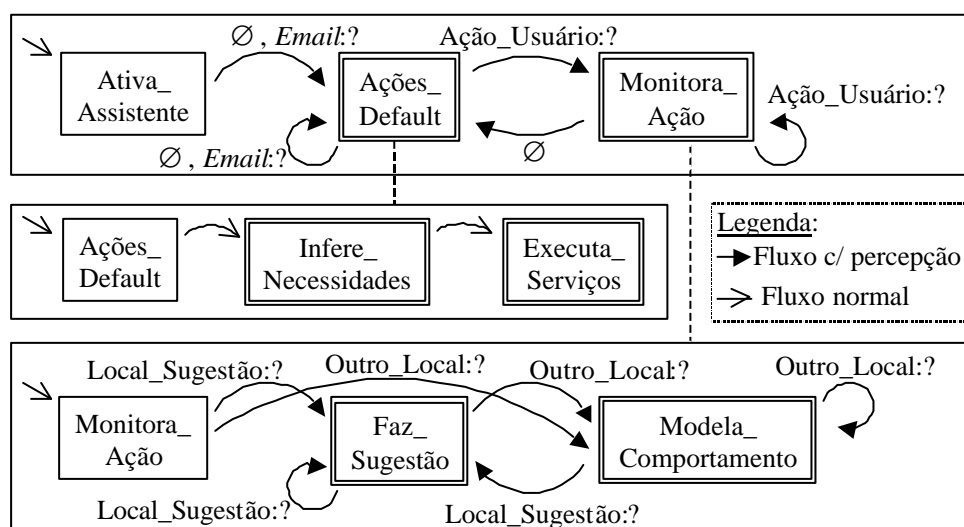 ∅ , Email:?
Ação_Usuário:?
Ativa_
Assistente
Ações_
Default
Monitora_
Ação
Ação_Usuário:?
∅ , Email:?
∅
Ações_
Default
Infere_
Necessidades
Executa_
Serviços
Legenda:
Fluxo c/ percepção
Fluxo normal
Local_Sugestão:?
Outro_Local:?
Outro_Local:?
Outro_Local:?
Monitora_
Ação
Faz_
Sugestão
Modela_
Comportamento
Local_Sugestão:?
Local_Sugestão:?